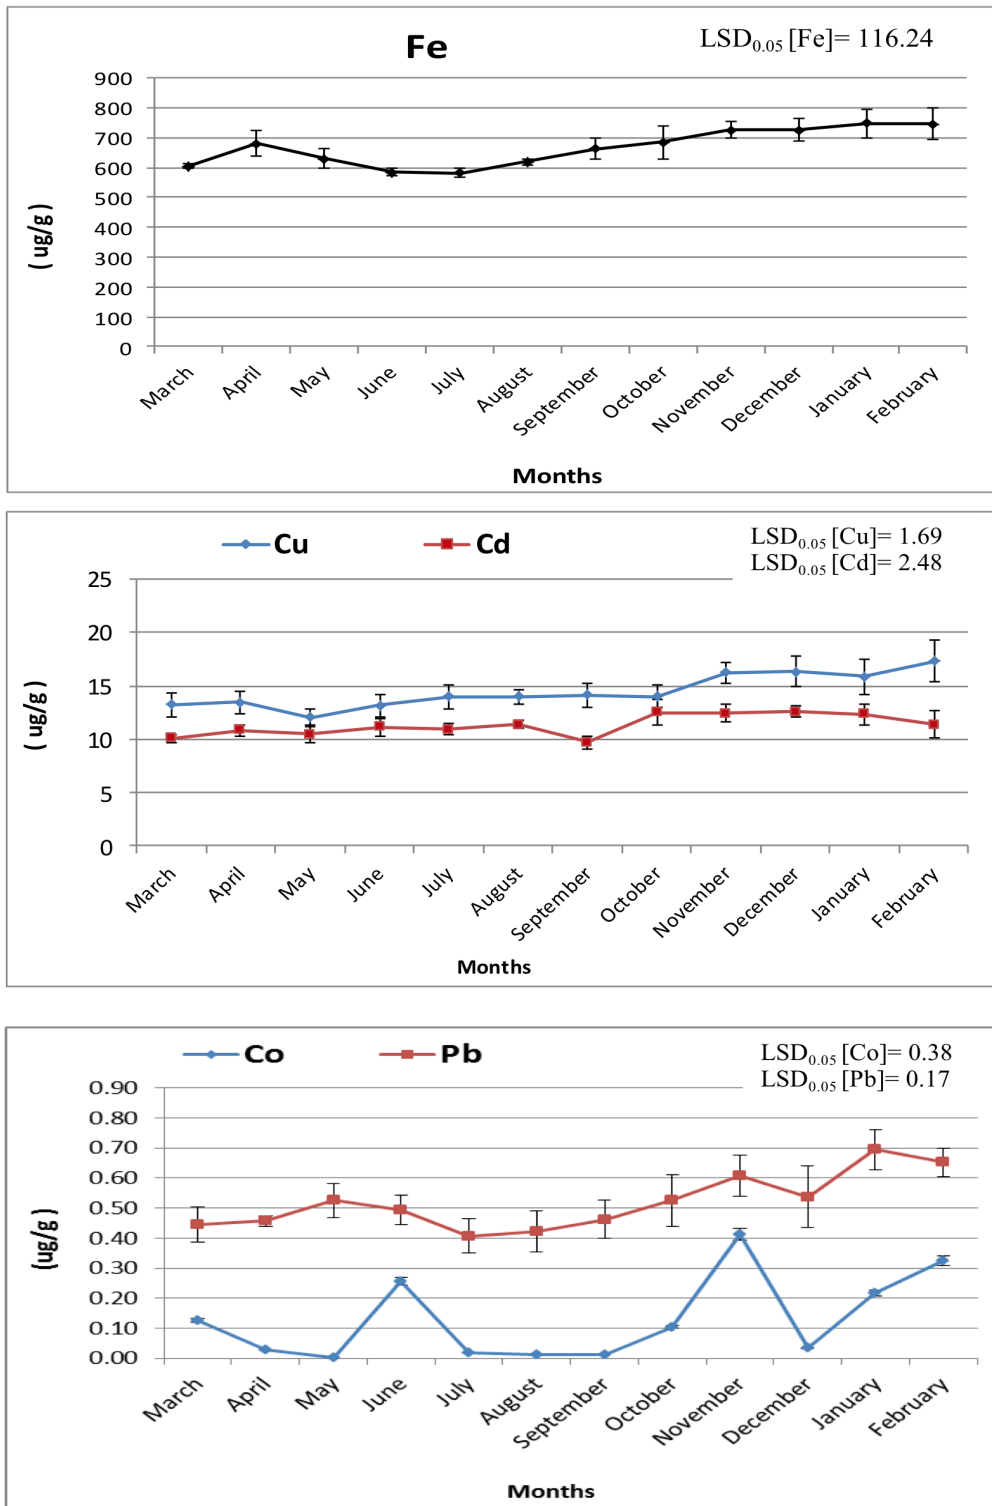 Fe
LSD0.05 [Fe]= 116.24
900
800
700
600
500
400
300
200
100
0
( ug/g )
March April May June July August September October November December January February
Months
Cu Cd
LSD0.05 [Cu]= 1.69
LSD0.05 [Cd]= 2.48
25
20
15
10
5
0
( ug/g )
March April May June July August September October November December January February
Months
Co Pb
LSD0.05 [Co]= 0.38
LSD0.05 [Pb]= 0.17
0.90
0.80
0.70
0.60
0.50
0.40
0.30
0.20
0.10
0.00
(ug/g )
March April May June July August September October November December January February
Months